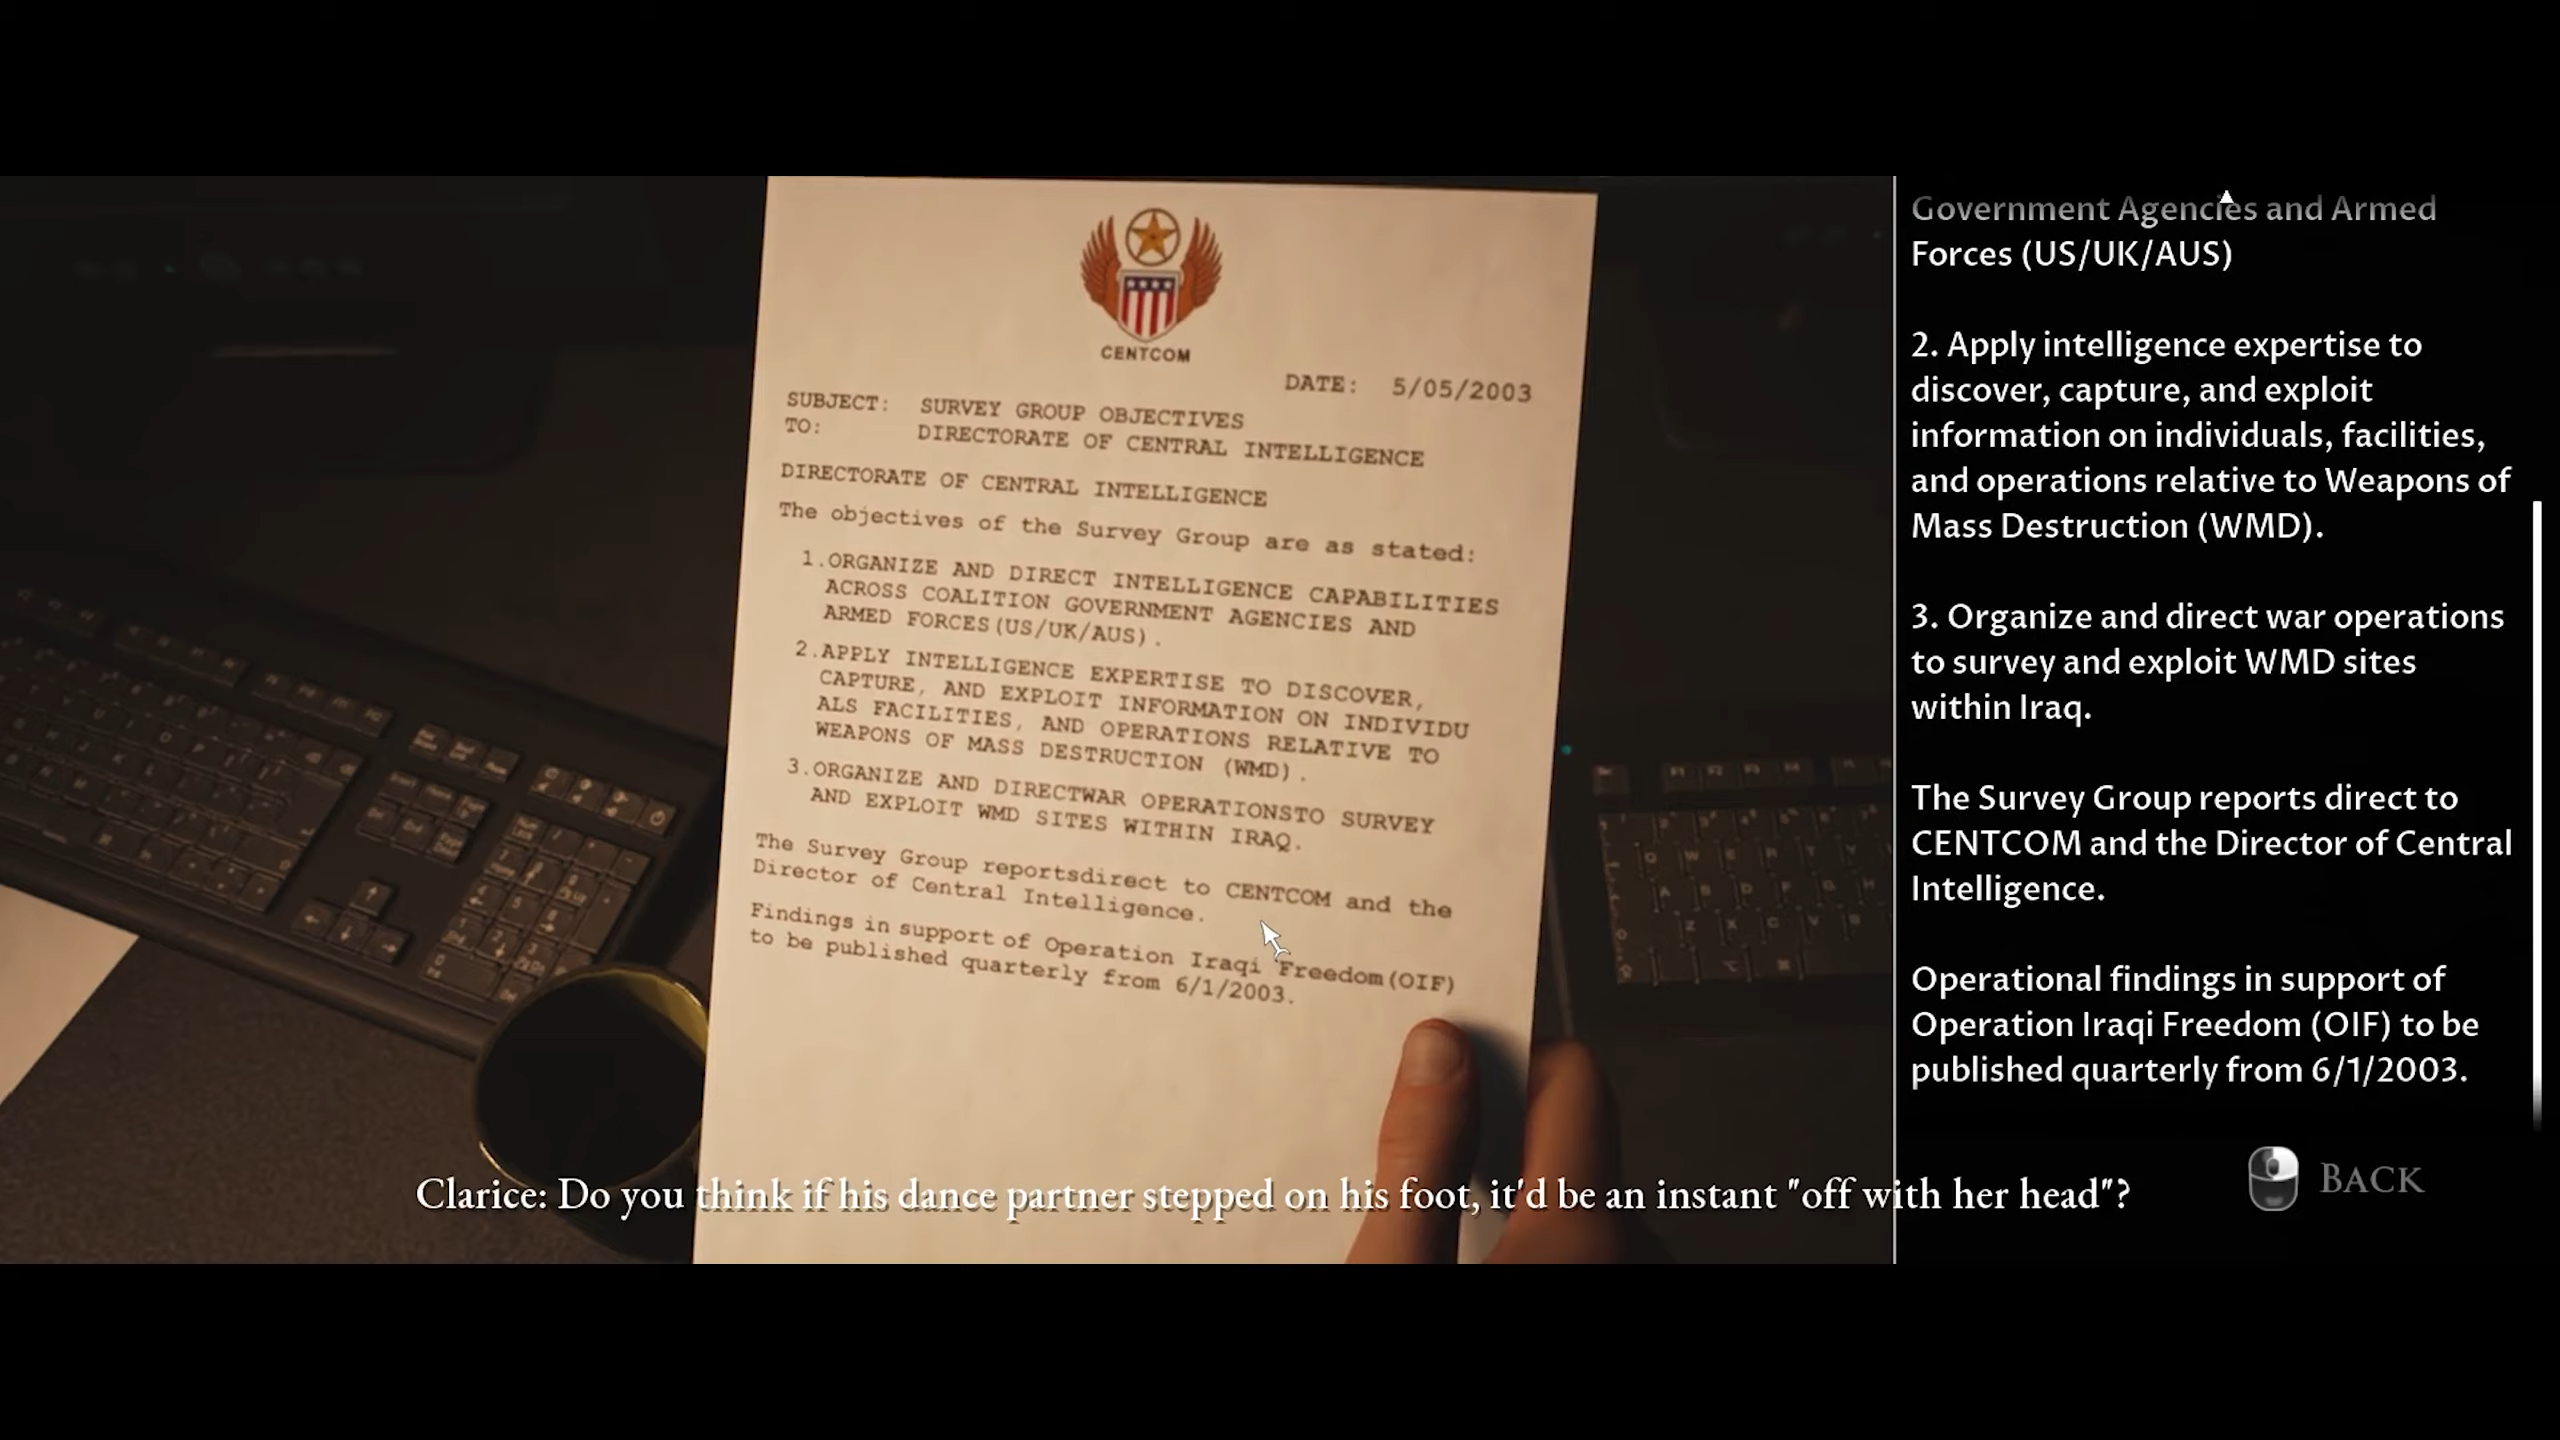 CENTCOM
DATE: 5/05/2003
SUBJECT: SURVEY GROUP OBJECTIVES
TO: DIRECTORATE OF CENTRAL INTELLIGENCE
DIRECTORATE OF CENTRAL INTELLIGENCE
The objectives of the Survey Group are as stated:
1.ORGANIZE AND DIRECT INTELLIGENCE CAPABILITIES
ACROSS COALITION GOVERNMENT AGENCIES AND
ARMED FORCES(US/UK/AUS).
2.APPLY INTELLIGENCE EXPERTISE TO DISCOVER,
CAPTURE, AND EXPLOIT INFORMATION ON INDIVIDU
ALS FACILITIES, AND OPERATIONS RELATIVE TO
WEAPONS OF MASS DESTRUCTION (WMD).
3.ORGANIZE AND DIRECTWAR OPERATIONSTO SURVEY
AND EXPLOIT WMD SITES WITHIN IRAQ.
The Survey Group reportsdirect to CENTCOM and the
Director of Central Intelligence.
Findings in support of Operation Iraqi Freedom(OIF)
to be published quarterly from 6/1/2003.
Government Agencies and Armed
Forces (US/UK/AUS)
2. Apply intelligence expertise to
discover, capture, and exploit
information on individuals, facilities,
and operations relative to Weapons of
Mass Destruction (WMD).
3. Organize and direct war operations
to survey and exploit WMD sites
within Iraq.
The Survey Group reports direct to
CENTCOM and the Director of Central
Intelligence.
Operational findings in support of
Operation Iraqi Freedom (OIF) to be
published quarterly from 6/1/2003.
Clarice: Do you think if his dance partner stepped on his foot, it'd be an instant "off with her head"?
BACK